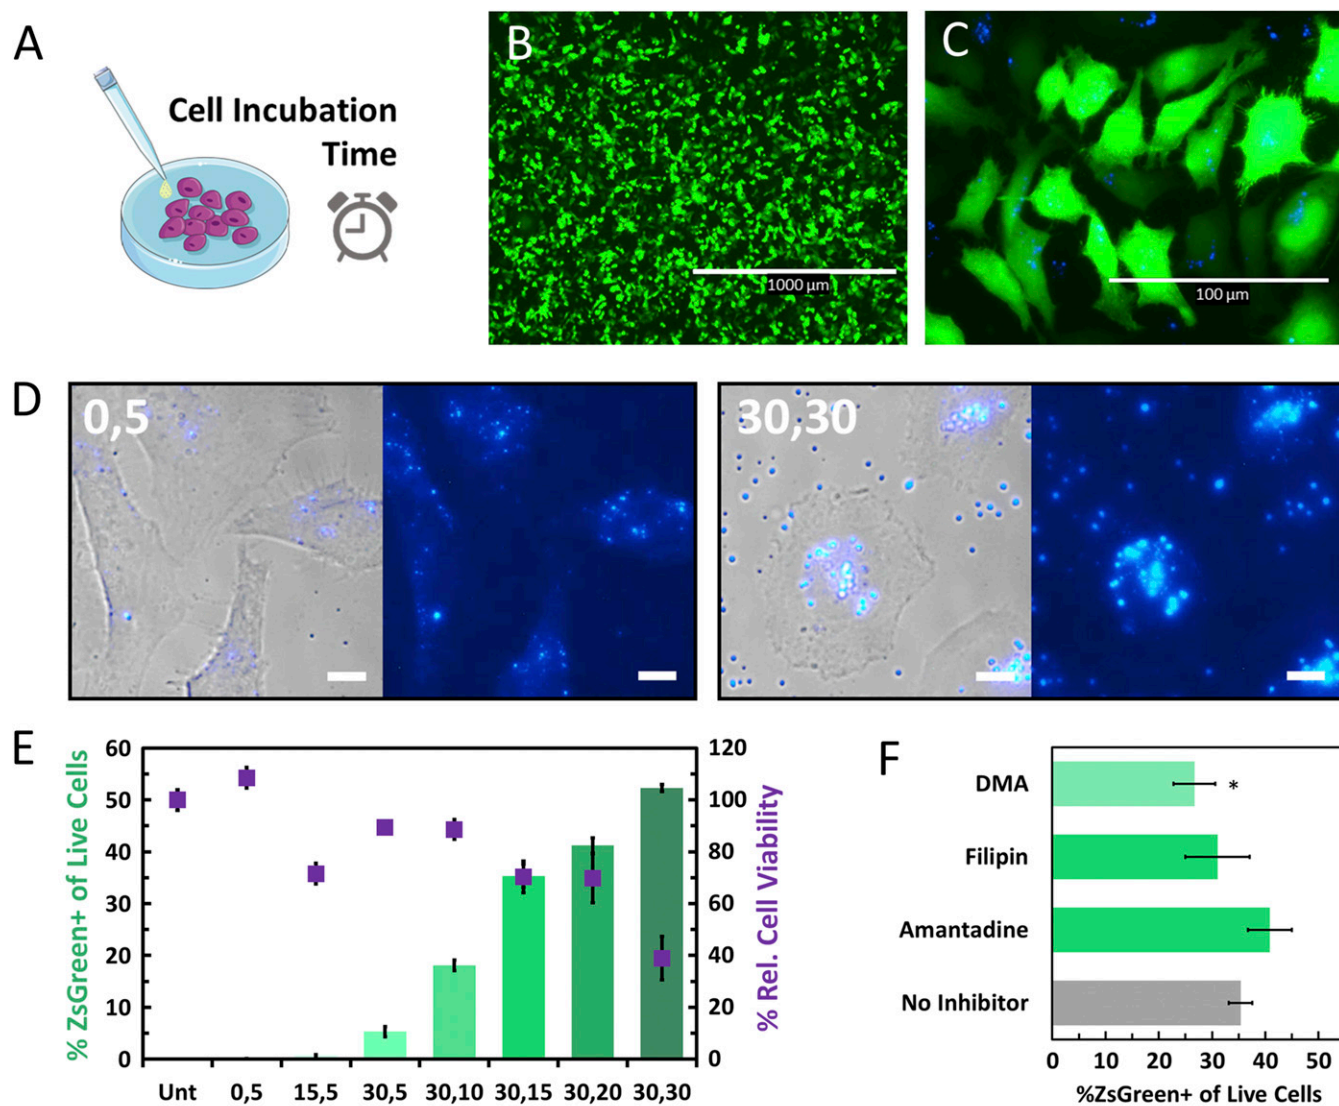 A
Cell Incubation
Time
B
1000 µm
C
100 µm
D
0,5
30,30
E
% ZsGreen+ of Live Cells
60
50
40
30
20
10
0
120
100
80
60
40
20
0
% Rel. Cell Viability
Unt 0,5 15,5 30,5 30,10 30,15 30,20 30,30
F
DMA
*
Filipin
Amantadine
No Inhibitor
0 10 20 30 40 50
%ZsGreen+ of Live Cells